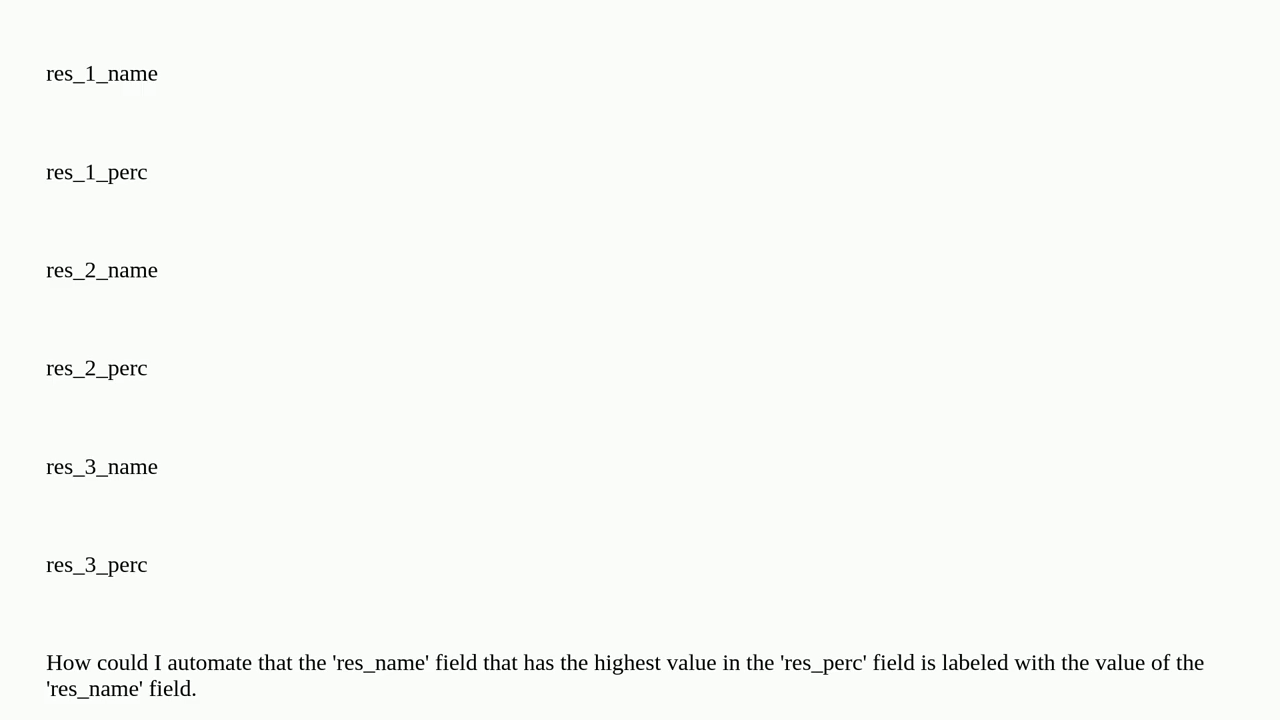 res_1_name
res_1_perc
res_2_name
res_2_perc
res_3_name
res_3_perc
How could I automate that the 'res_name' field that has the highest value in the 'res_perc' field is labeled with the value of the
'res_name' field.